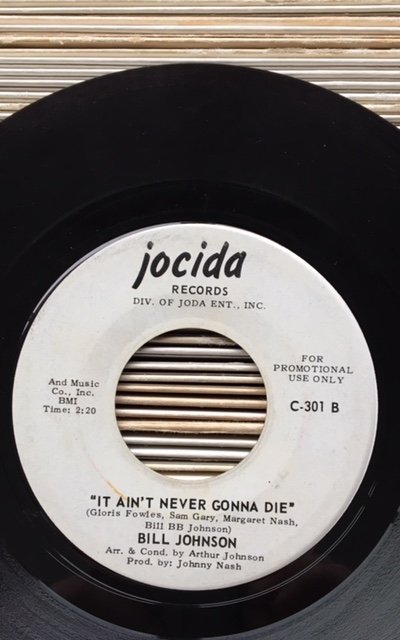 jocida
RECORDS
DIV. OF JODA ENT., INC.
FOR
PROMOTIONAL
USE ONLY
And Music
Co., Inc.
BMI
Time: 2:20
C-301 B
"IT AIN'T NEVER GONNA DIE"
(Gloris Fowles, Sam Gary, Margaret Nash,
Bill BB Johnson)
BILL JOHNSON
Arr. & Cond. by Arthur Johnson
Prod. by: Johnny Nash